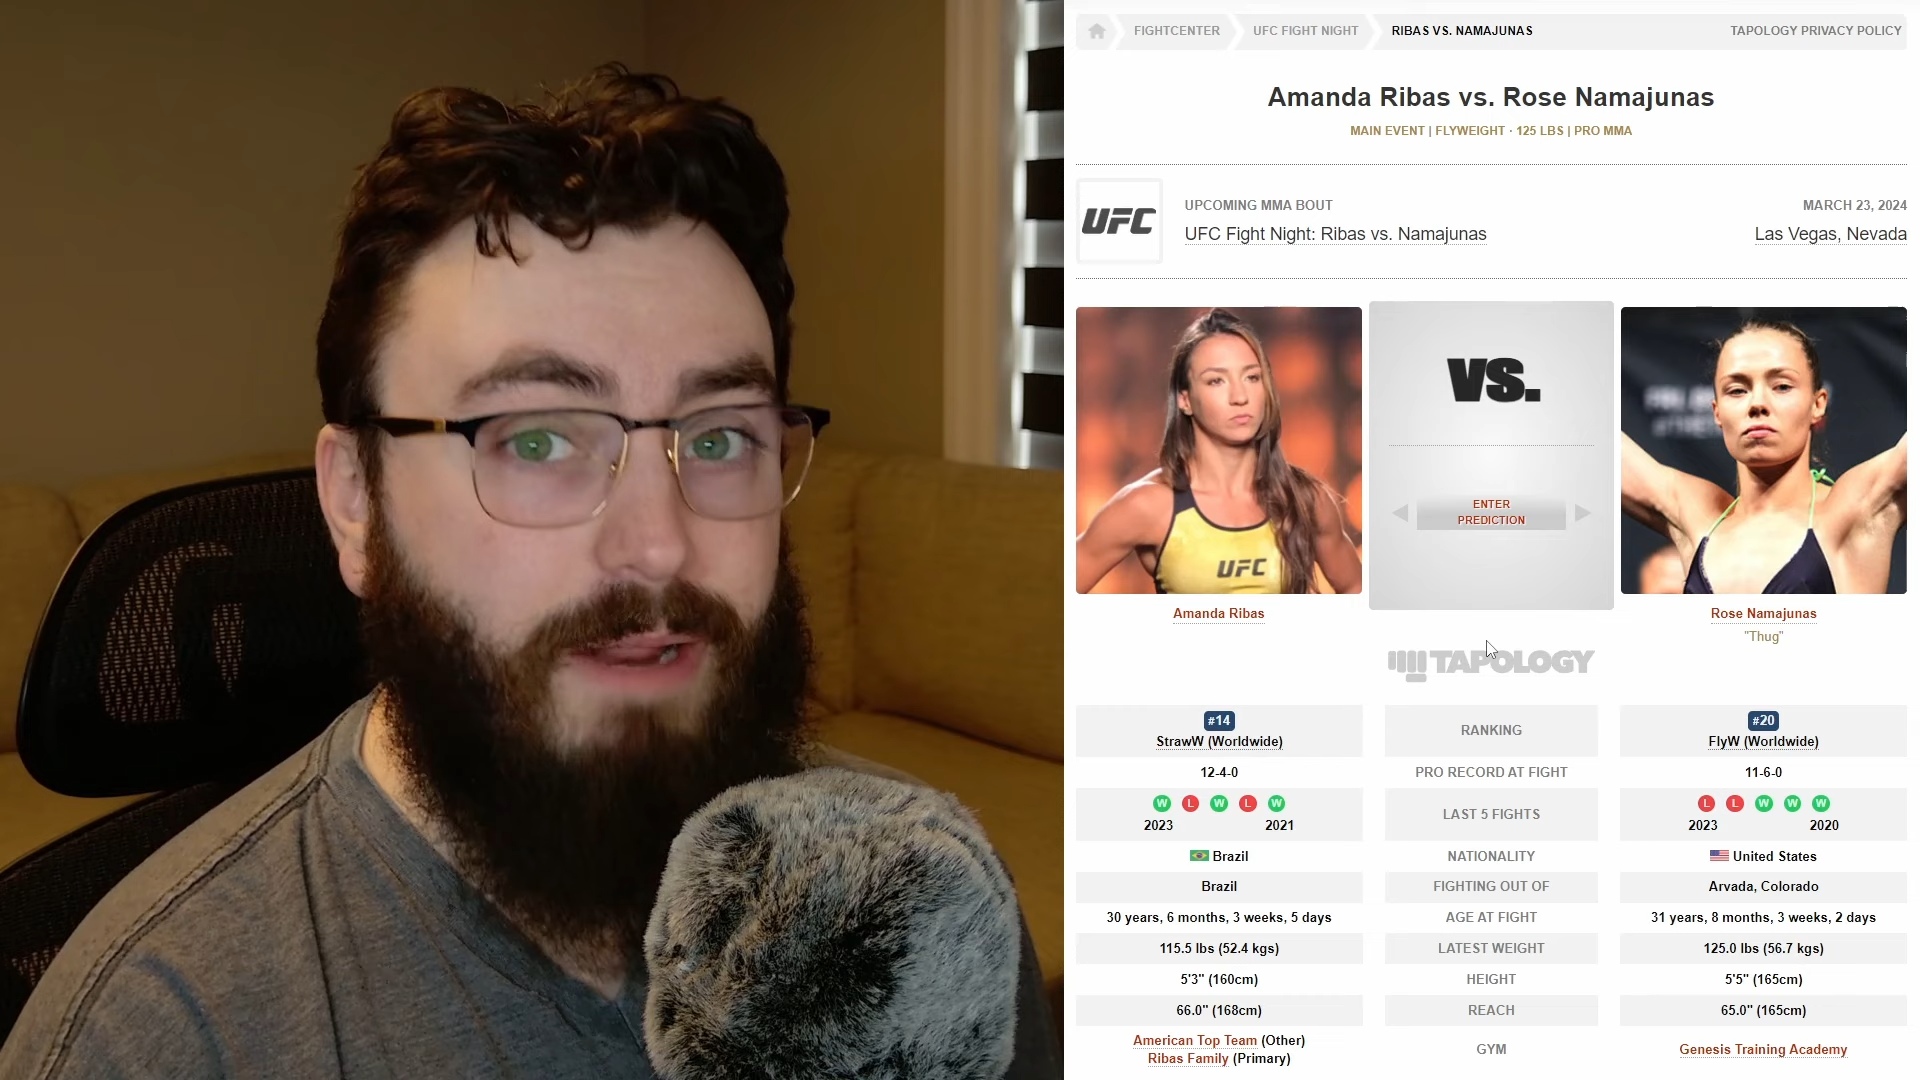 FIGHTCENTER
UFC FIGHT NIGHT
RIBAS VS. NAMAJUNAS
TAPOLOGY PRIVACY POLICY
Amanda Ribas vs. Rose Namajunas
MAIN EVENT | FLYWEIGHT · 125 LBS | PRO MMA
UFC
UPCOMING MMA BOUT
MARCH 23, 2024
UFC Fight Night: Ribas vs. Namajunas
Las Vegas, Nevada
VS.
ENTER
PREDICTION
UFC
Amanda Ribas
Rose Namajunas
"Thug"
TAPOLOGY
#14
StrawW (Worldwide)
RANKING
#20
FlyW (Worldwide)
12-4-0
PRO RECORD AT FIGHT
11-6-0
W L W L W
2023 2021
LAST 5 FIGHTS
L L W W W
2023 2020
Brazil
NATIONALITY
United States
Brazil
FIGHTING OUT OF
Arvada, Colorado
30 years, 6 months, 3 weeks, 5 days
AGE AT FIGHT
31 years, 8 months, 3 weeks, 2 days
115.5 lbs (52.4 kgs)
LATEST WEIGHT
125.0 lbs (56.7 kgs)
5'3" (160cm)
HEIGHT
5'5" (165cm)
66.0" (168cm)
REACH
65.0" (165cm)
American Top Team (Other)
Ribas Family (Primary)
GYM
Genesis Training Academy